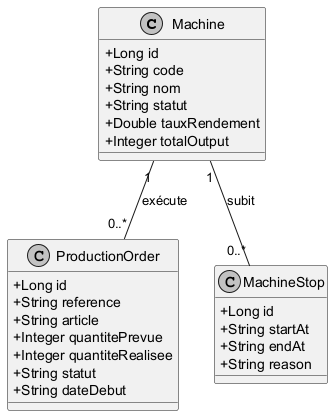 C Machine
+Long id
+String code
+String nom
+String statut
+Double tauxRendement
+Integer totalOutput
1
1
exécute
subit
0..*
0..*
C ProductionOrder
+Long id
+String reference
+String article
+Integer quantitePrevue
+Integer quantiteRealisee
+String statut
+String dateDebut
C MachineStop
+Long id
+String startAt
+String endAt
+String reason